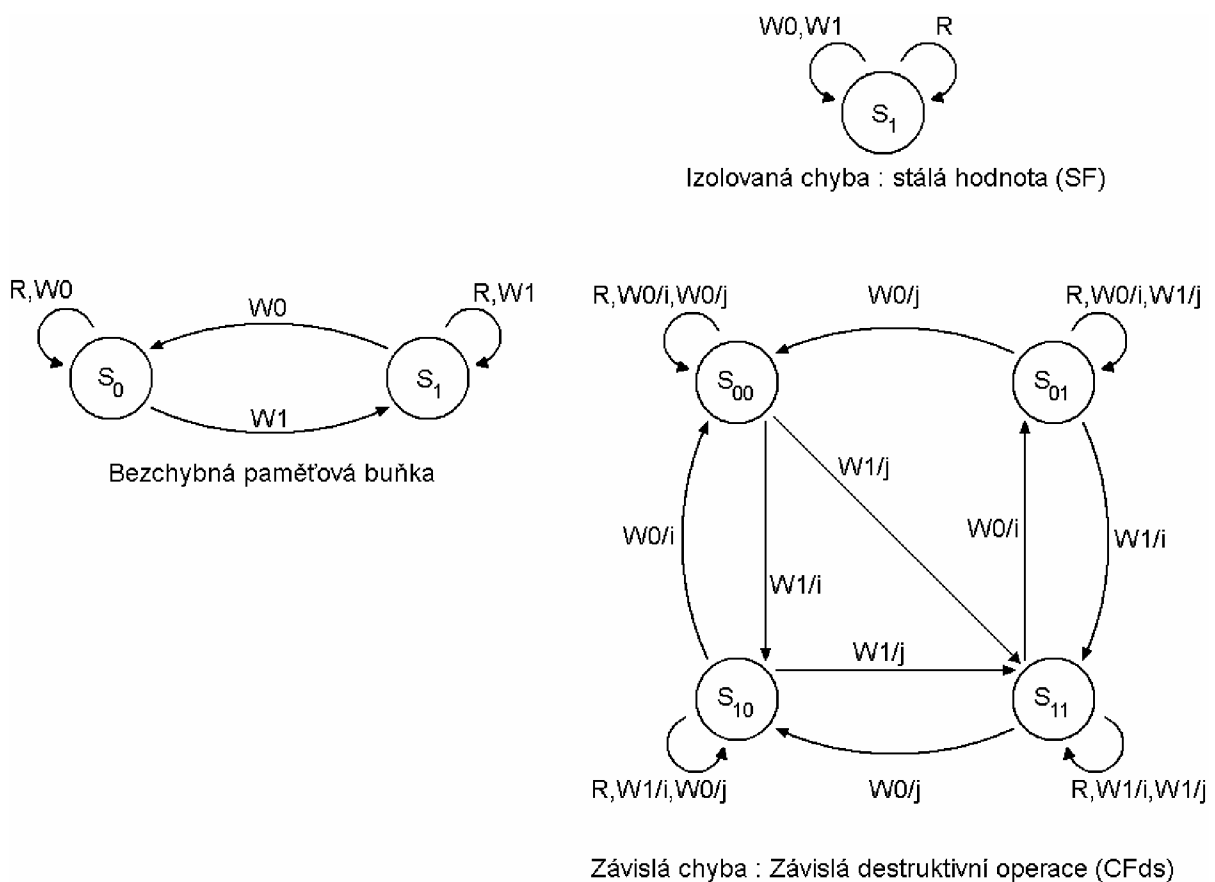 W0,W1
R
S1
Izolovaná chyba : stálá hodnota (SF)
R,W0
W0
R,W1
S0
S1
W1
Bezchybná paměťová buňka
R,W0/i,W0/j
W0/j
R,W0/i,W1/j
S00
S01
W1/j
W0/i
W0/i
W1/i
W1/i
W1/j
S10
S11
R,W1/i,W0/j
W0/j
R,W1/i,W1/j
Závislá chyba : Závislá destruktivní operace (CFds)